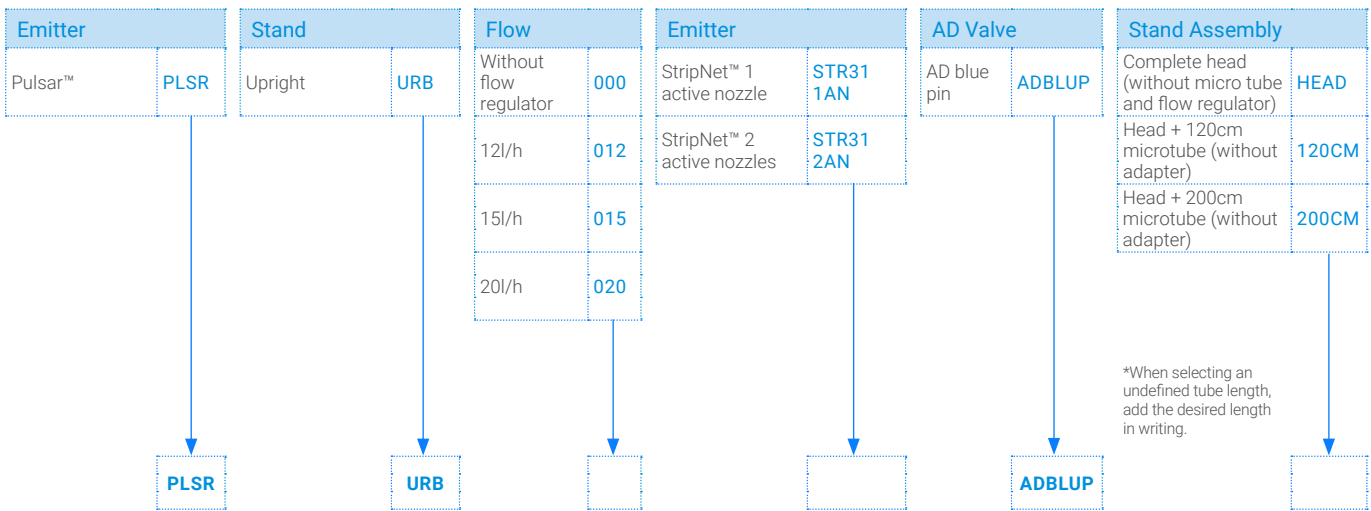 Emitter
Pulsar™
PLSR
Stand
Upright
URB
Flow
Without
flow
regulator
000
12l/h
012
15l/h
015
20l/h
020
Emitter
StripNet™ 1
active nozzle
STR31
1AN
StripNet™ 2
active nozzles
STR31
2AN
AD Valve
AD blue
pin
ADBLUP
Stand Assembly
Complete head
(without micro tube
and flow regulator)
HEAD
Head + 120cm
microtube (without
adapter)
120CM
Head + 200cm
microtube (without
adapter)
200CM
*When selecting an
undefined tube length,
add the desired length
in writing.
PLSR
URB
ADBLUP